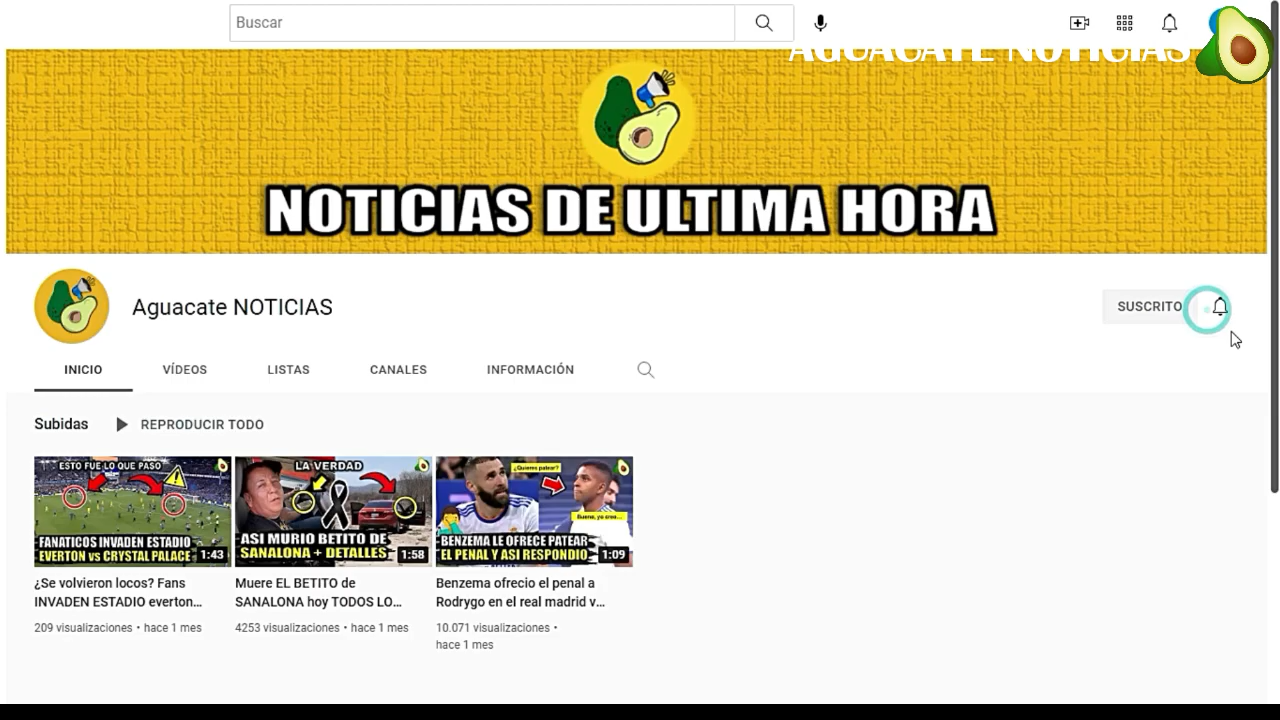 Buscar
AGUACATE NOTICIAS
NOTICIAS DE ULTIMA HORA
Aguacate NOTICIAS
SUSCRITO
INICIO
VÍDEOS
LISTAS
CANALES
INFORMACIÓN
Subidas
REPRODUCIR TODO
ESTO FUE LO QUE PASO
FANATICOS INVADEN ESTADIO
EVERTON vs CRYSTAL PALACE
1:43
¿Se volvieron locos? Fans
INVADEN ESTADIO everton...
209 visualizaciones • hace 1 mes
LA VERDAD
ASI MURIO BETITO DE
SANALONA + DETALLES
1:58
Muere EL BETITO de
SANALONA hoy TODOS LO...
4253 visualizaciones • hace 1 mes
¿Quieres patear?
Bueno, yo creo...
BENZEMA LE OFRECE PATEAR
EL PENAL Y ASI RESPONDIO
1:09
Benzema ofrecio el penal a
Rodrygo en el real madrid v...
10.071 visualizaciones •
hace 1 mes